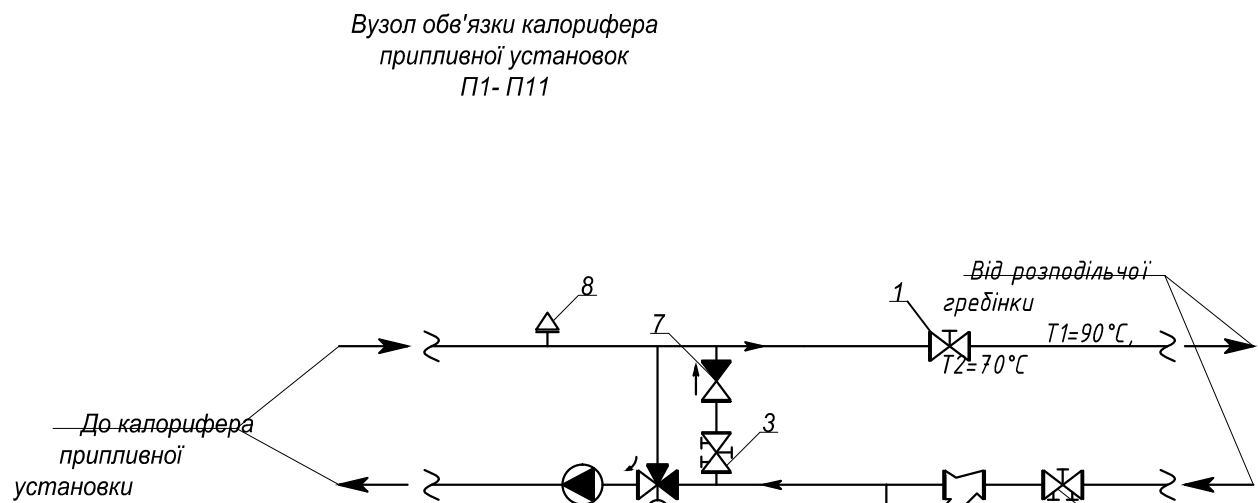 Вузол обв'язки калорифера
припливної установок
П1- П11
Від розподільчої
гребінки
8
1
7
Т1=90°С,
Т2=70°С
3
До калорифера
припливної
установки